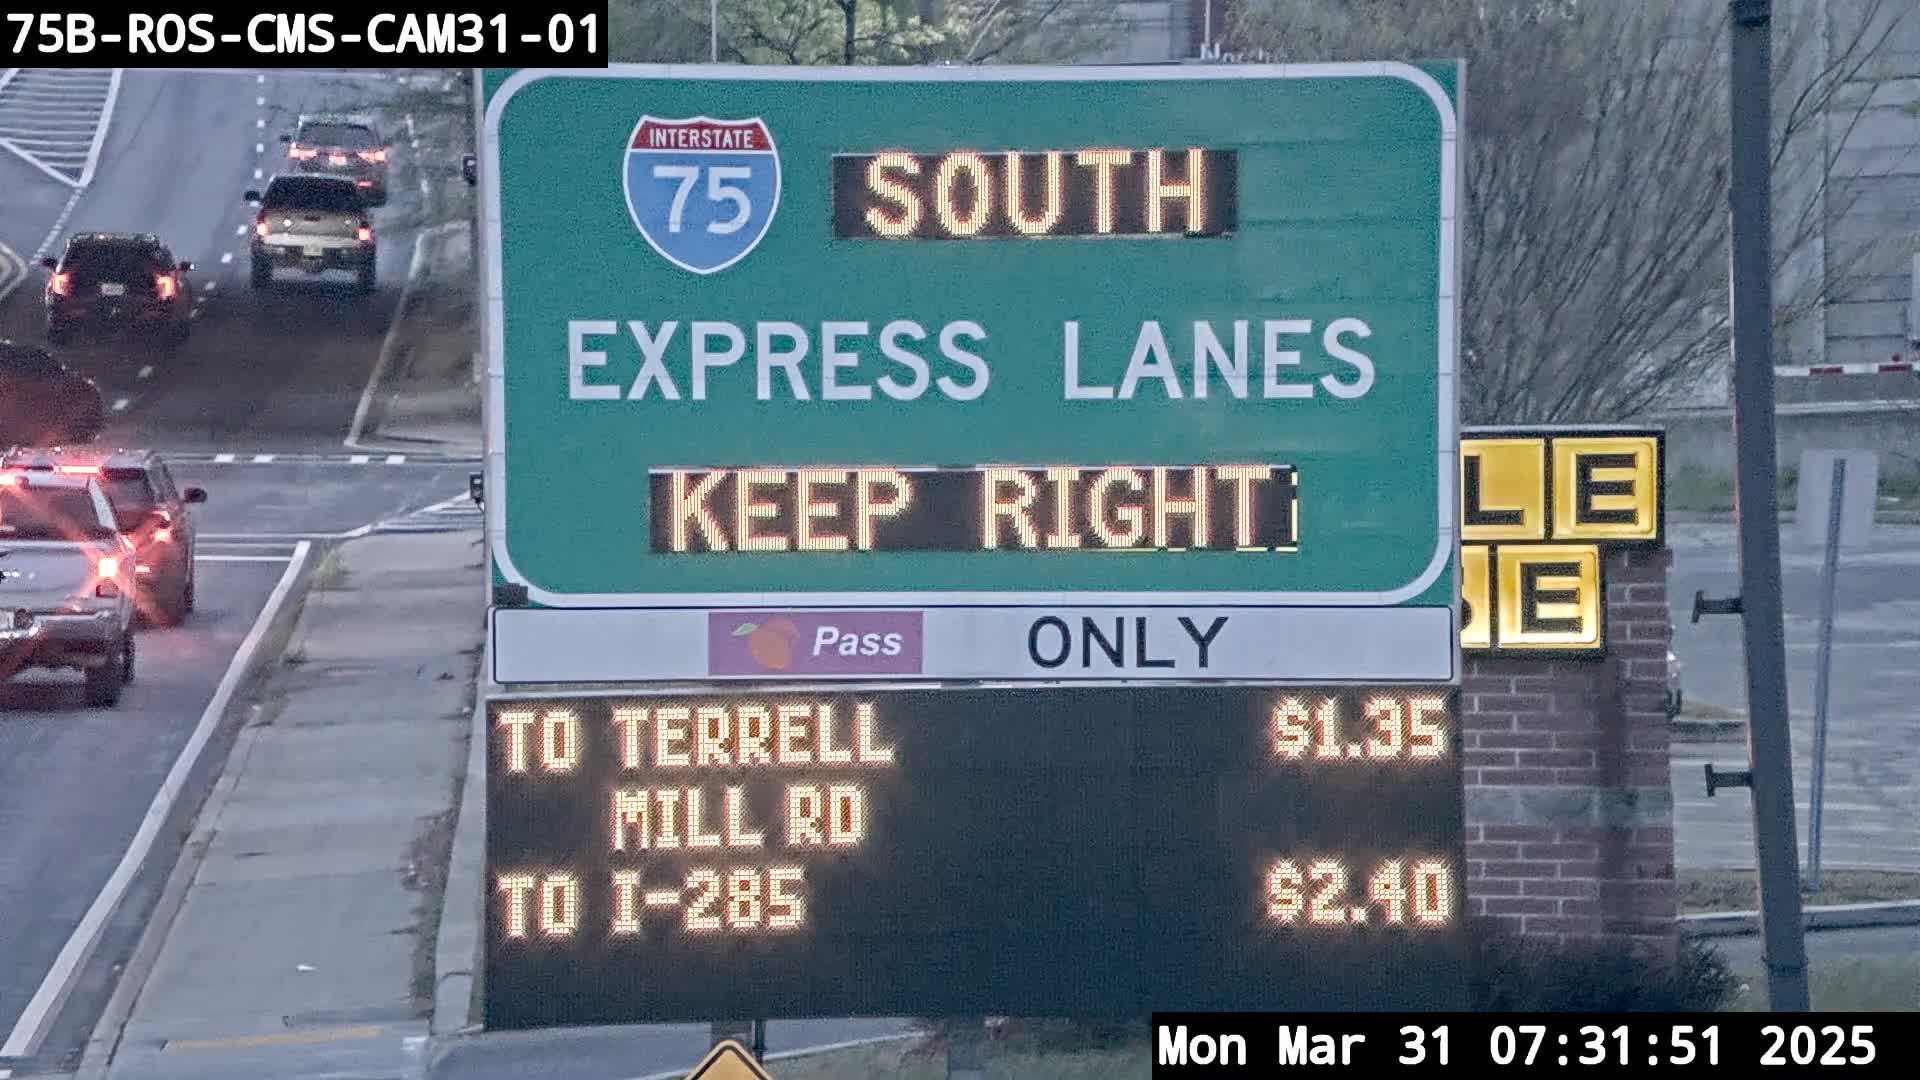 75B-ROS-CMS-CAM31-01
INTERSTATE
75
SOUTH
EXPRESS LANES
KEEP RIGHT
Pass ONLY
TO TERRELL $1.35
MILL RD
TO I-285 $2.40
LE
E
Mon Mar 31 07:31:51 2025